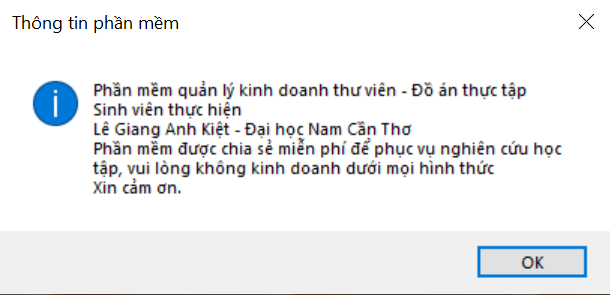 Thông tin phần mềm
Phần mềm quản lý kinh doanh thư viên - Đồ án thực tập
Sinh viên thực hiện
Lê Giang Anh Kiệt - Đại học Nam Cần Thơ
Phần mềm được chia sẻ miễn phí để phục vụ nghiên cứu học
tập, vui lòng không kinh doanh dưới mọi hình thức
Xin cảm ơn.
OK